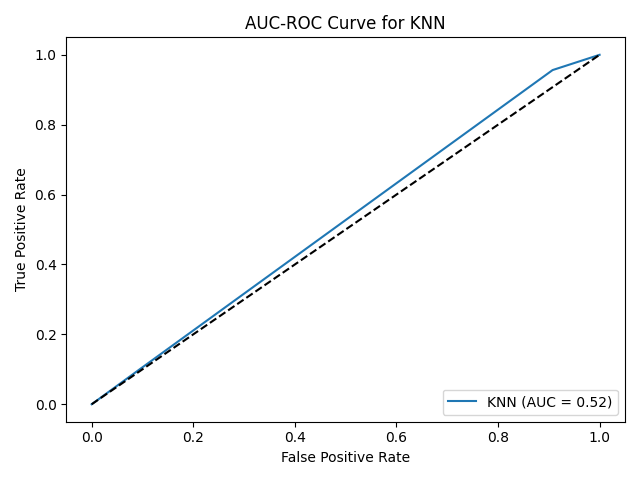 AUC-ROC Curve for KNN
1.0
0.8
0.6
0.4
0.2
0.0
True Positive Rate
KNN (AUC = 0.52)
0.0 0.2 0.4 0.6 0.8 1.0
False Positive Rate